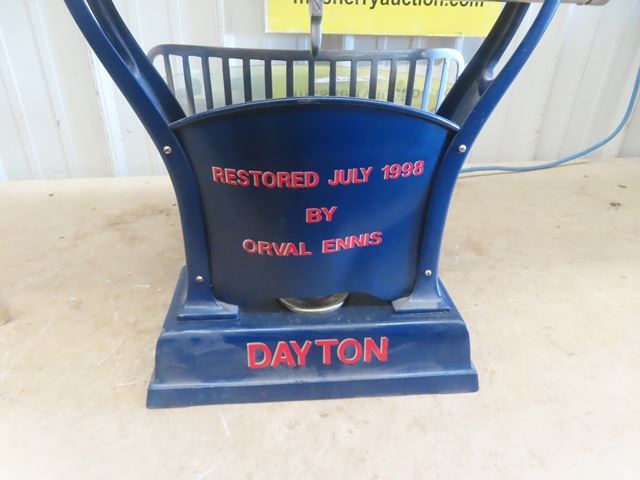 RESTORED JULY 1998
BY
ORVAL ENNIS
DAYTON